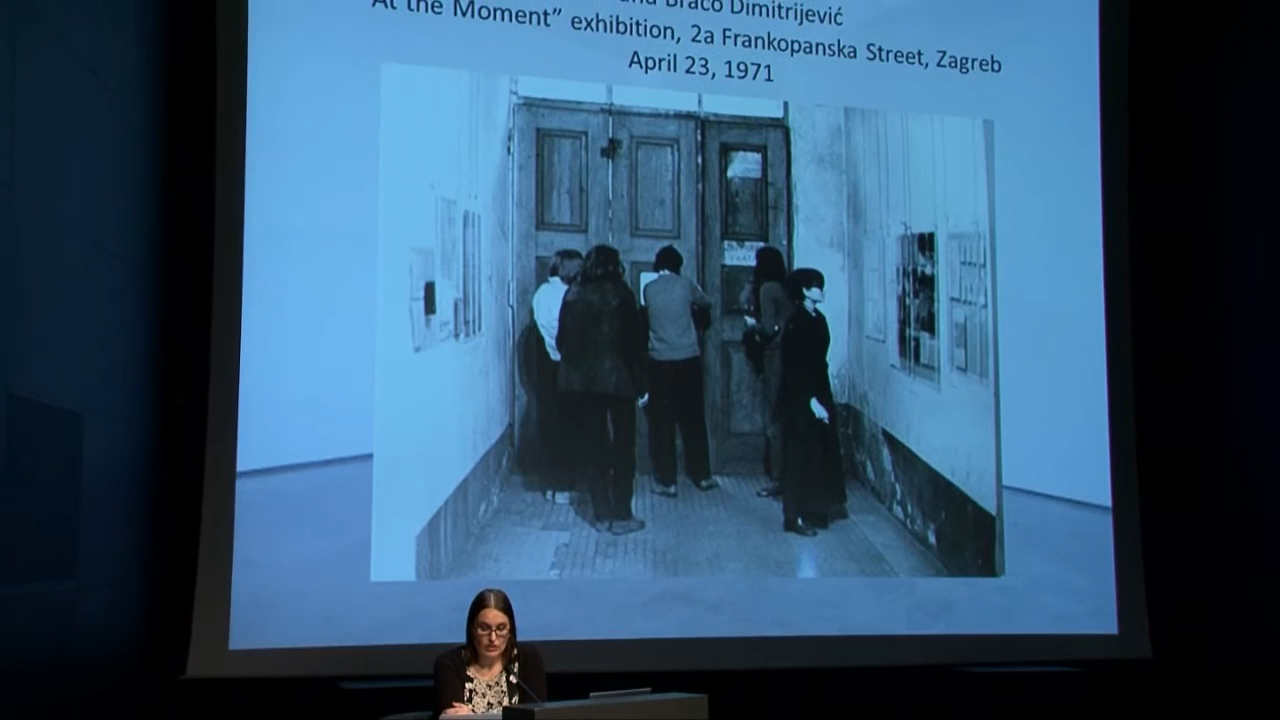 Braco Dimitrijević
At the Moment” exhibition, 2a Frankopanska Street, Zagreb
April 23, 1971